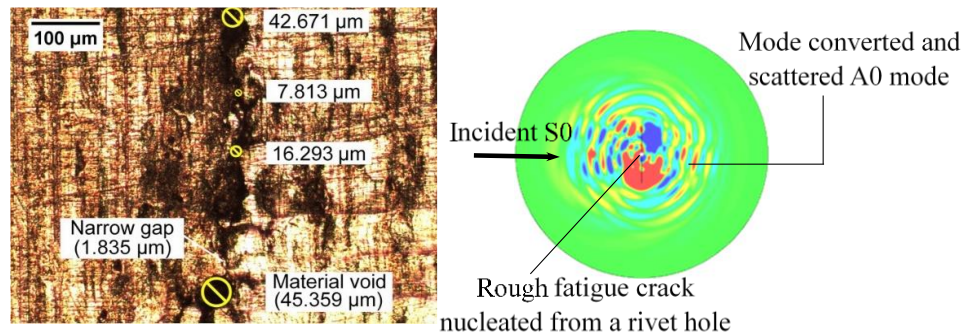 100 µm
42.671 µm
7.813 µm
16.293 µm
Narrow gap
(1.835 µm)
Material void
(45.359 µm)
Incident S0
Mode converted and
scattered A0 mode
Rough fatigue crack
nucleated from a rivet hole